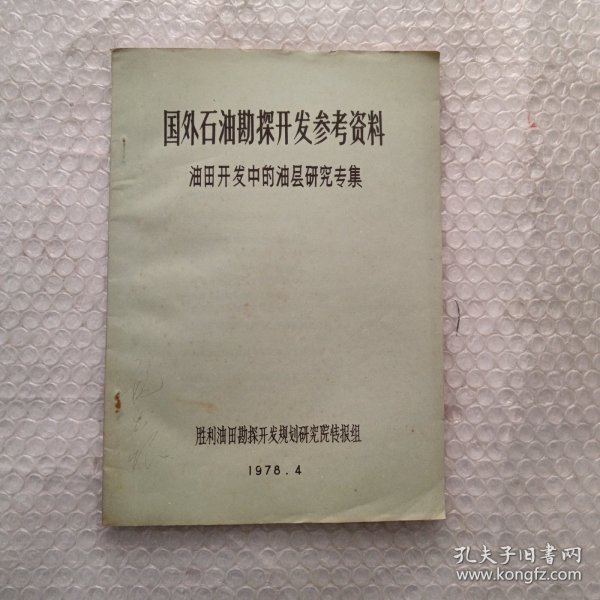 国外石油勘探开发参考资料
油田开发中的油层研究专集
胜利油田勘探开发规划研究院情报组
1978.4
孔夫子旧书网
www.kongfz.com